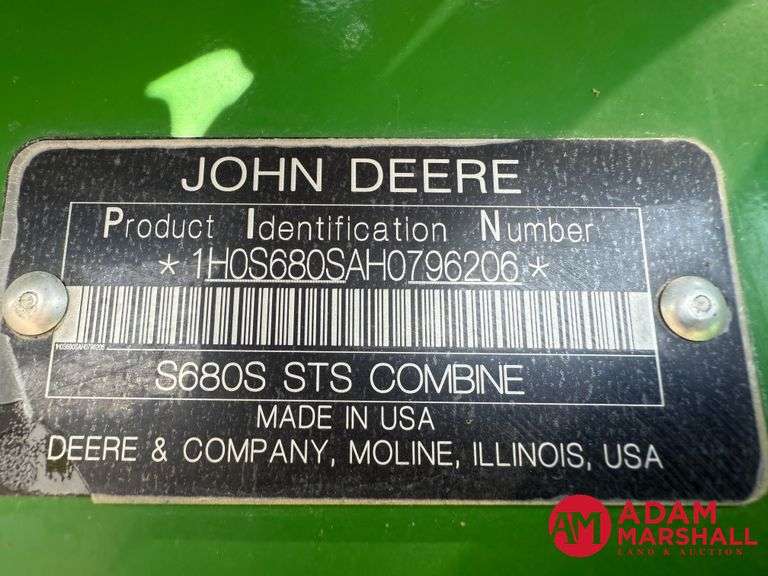 JOHN DEERE
Product Identification Number
*1H0S680SAH0796206*
1H0S680SAH0796206
S680S STS COMBINE
MADE IN USA
DEERE & COMPANY, MOLINE, ILLINOIS, USA
AM ADAM
MARSHALL
LAND & AUCTION